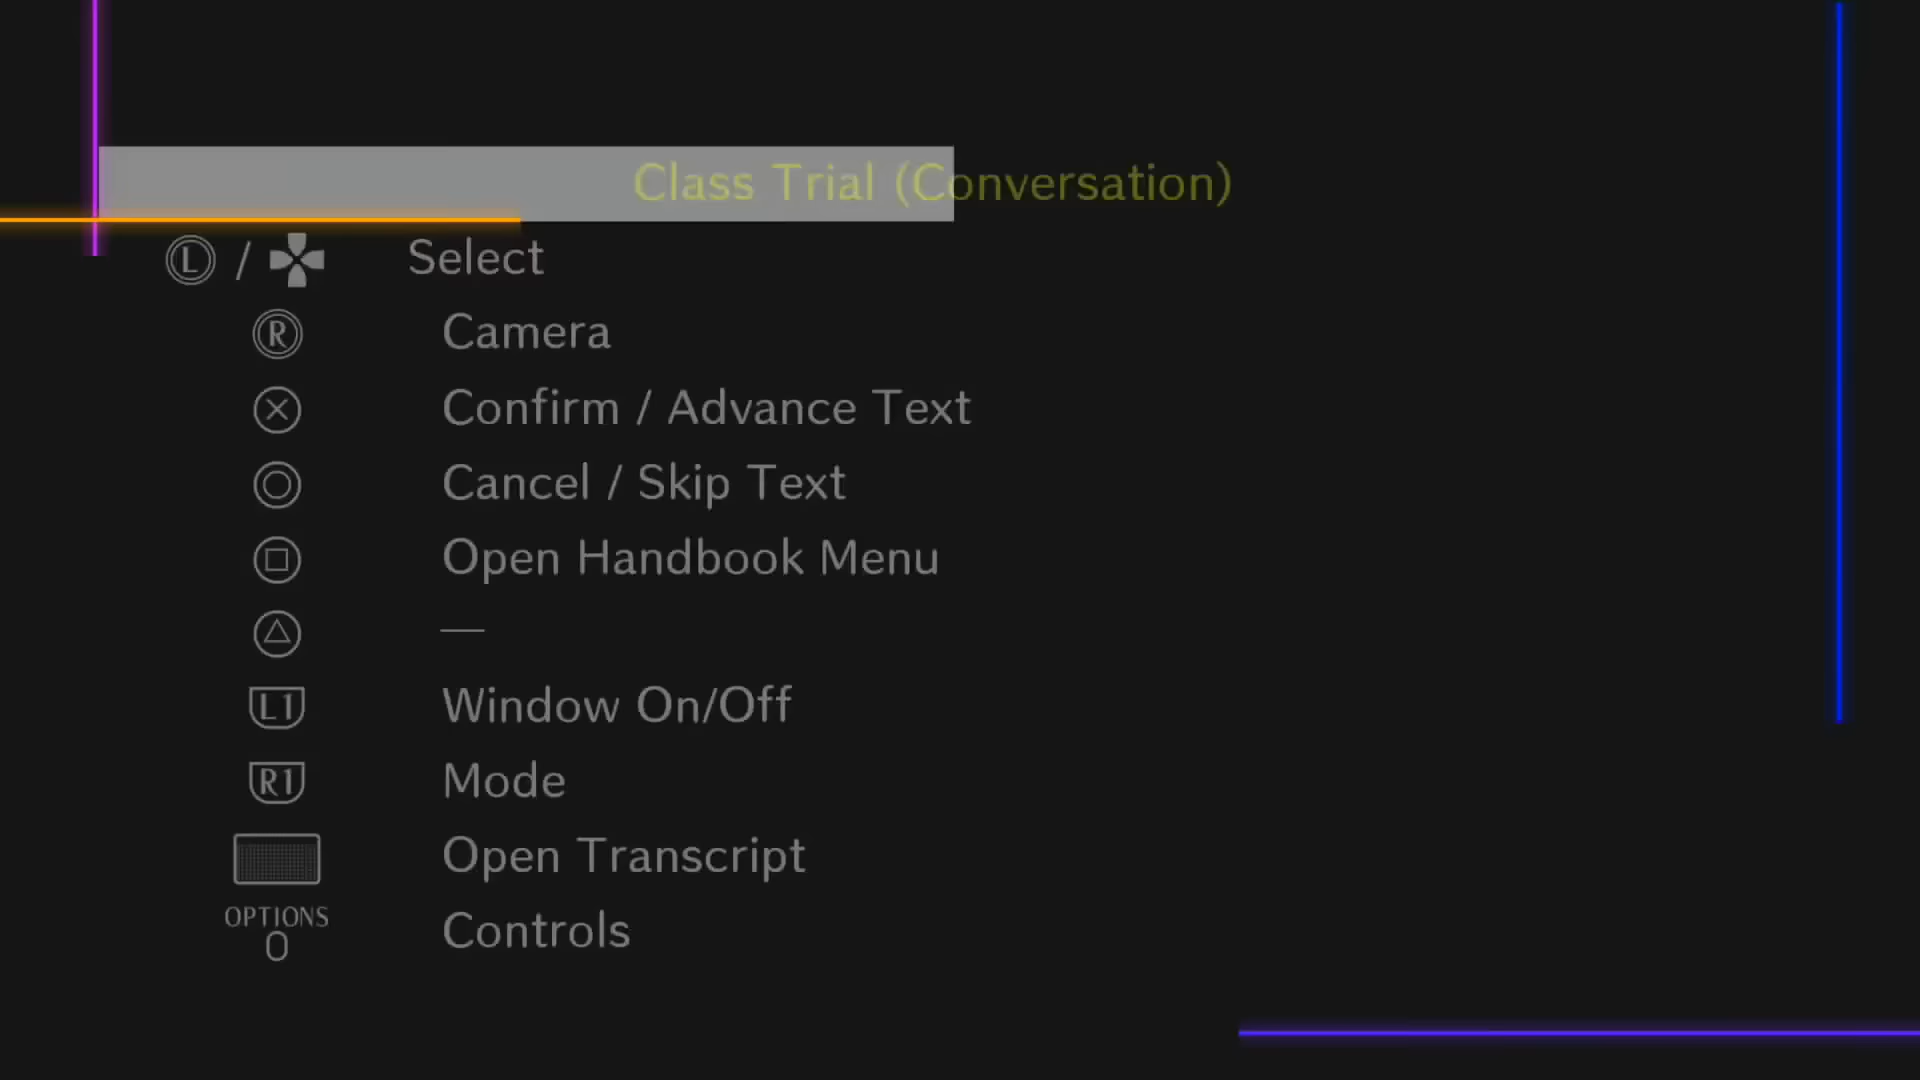 Class Trial (Conversation)
L / Select
R Camera
Confirm / Advance Text
Cancel / Skip Text
Open Handbook Menu
—
L1 Window On/Off
R1 Mode
Open Transcript
OPTIONS Controls